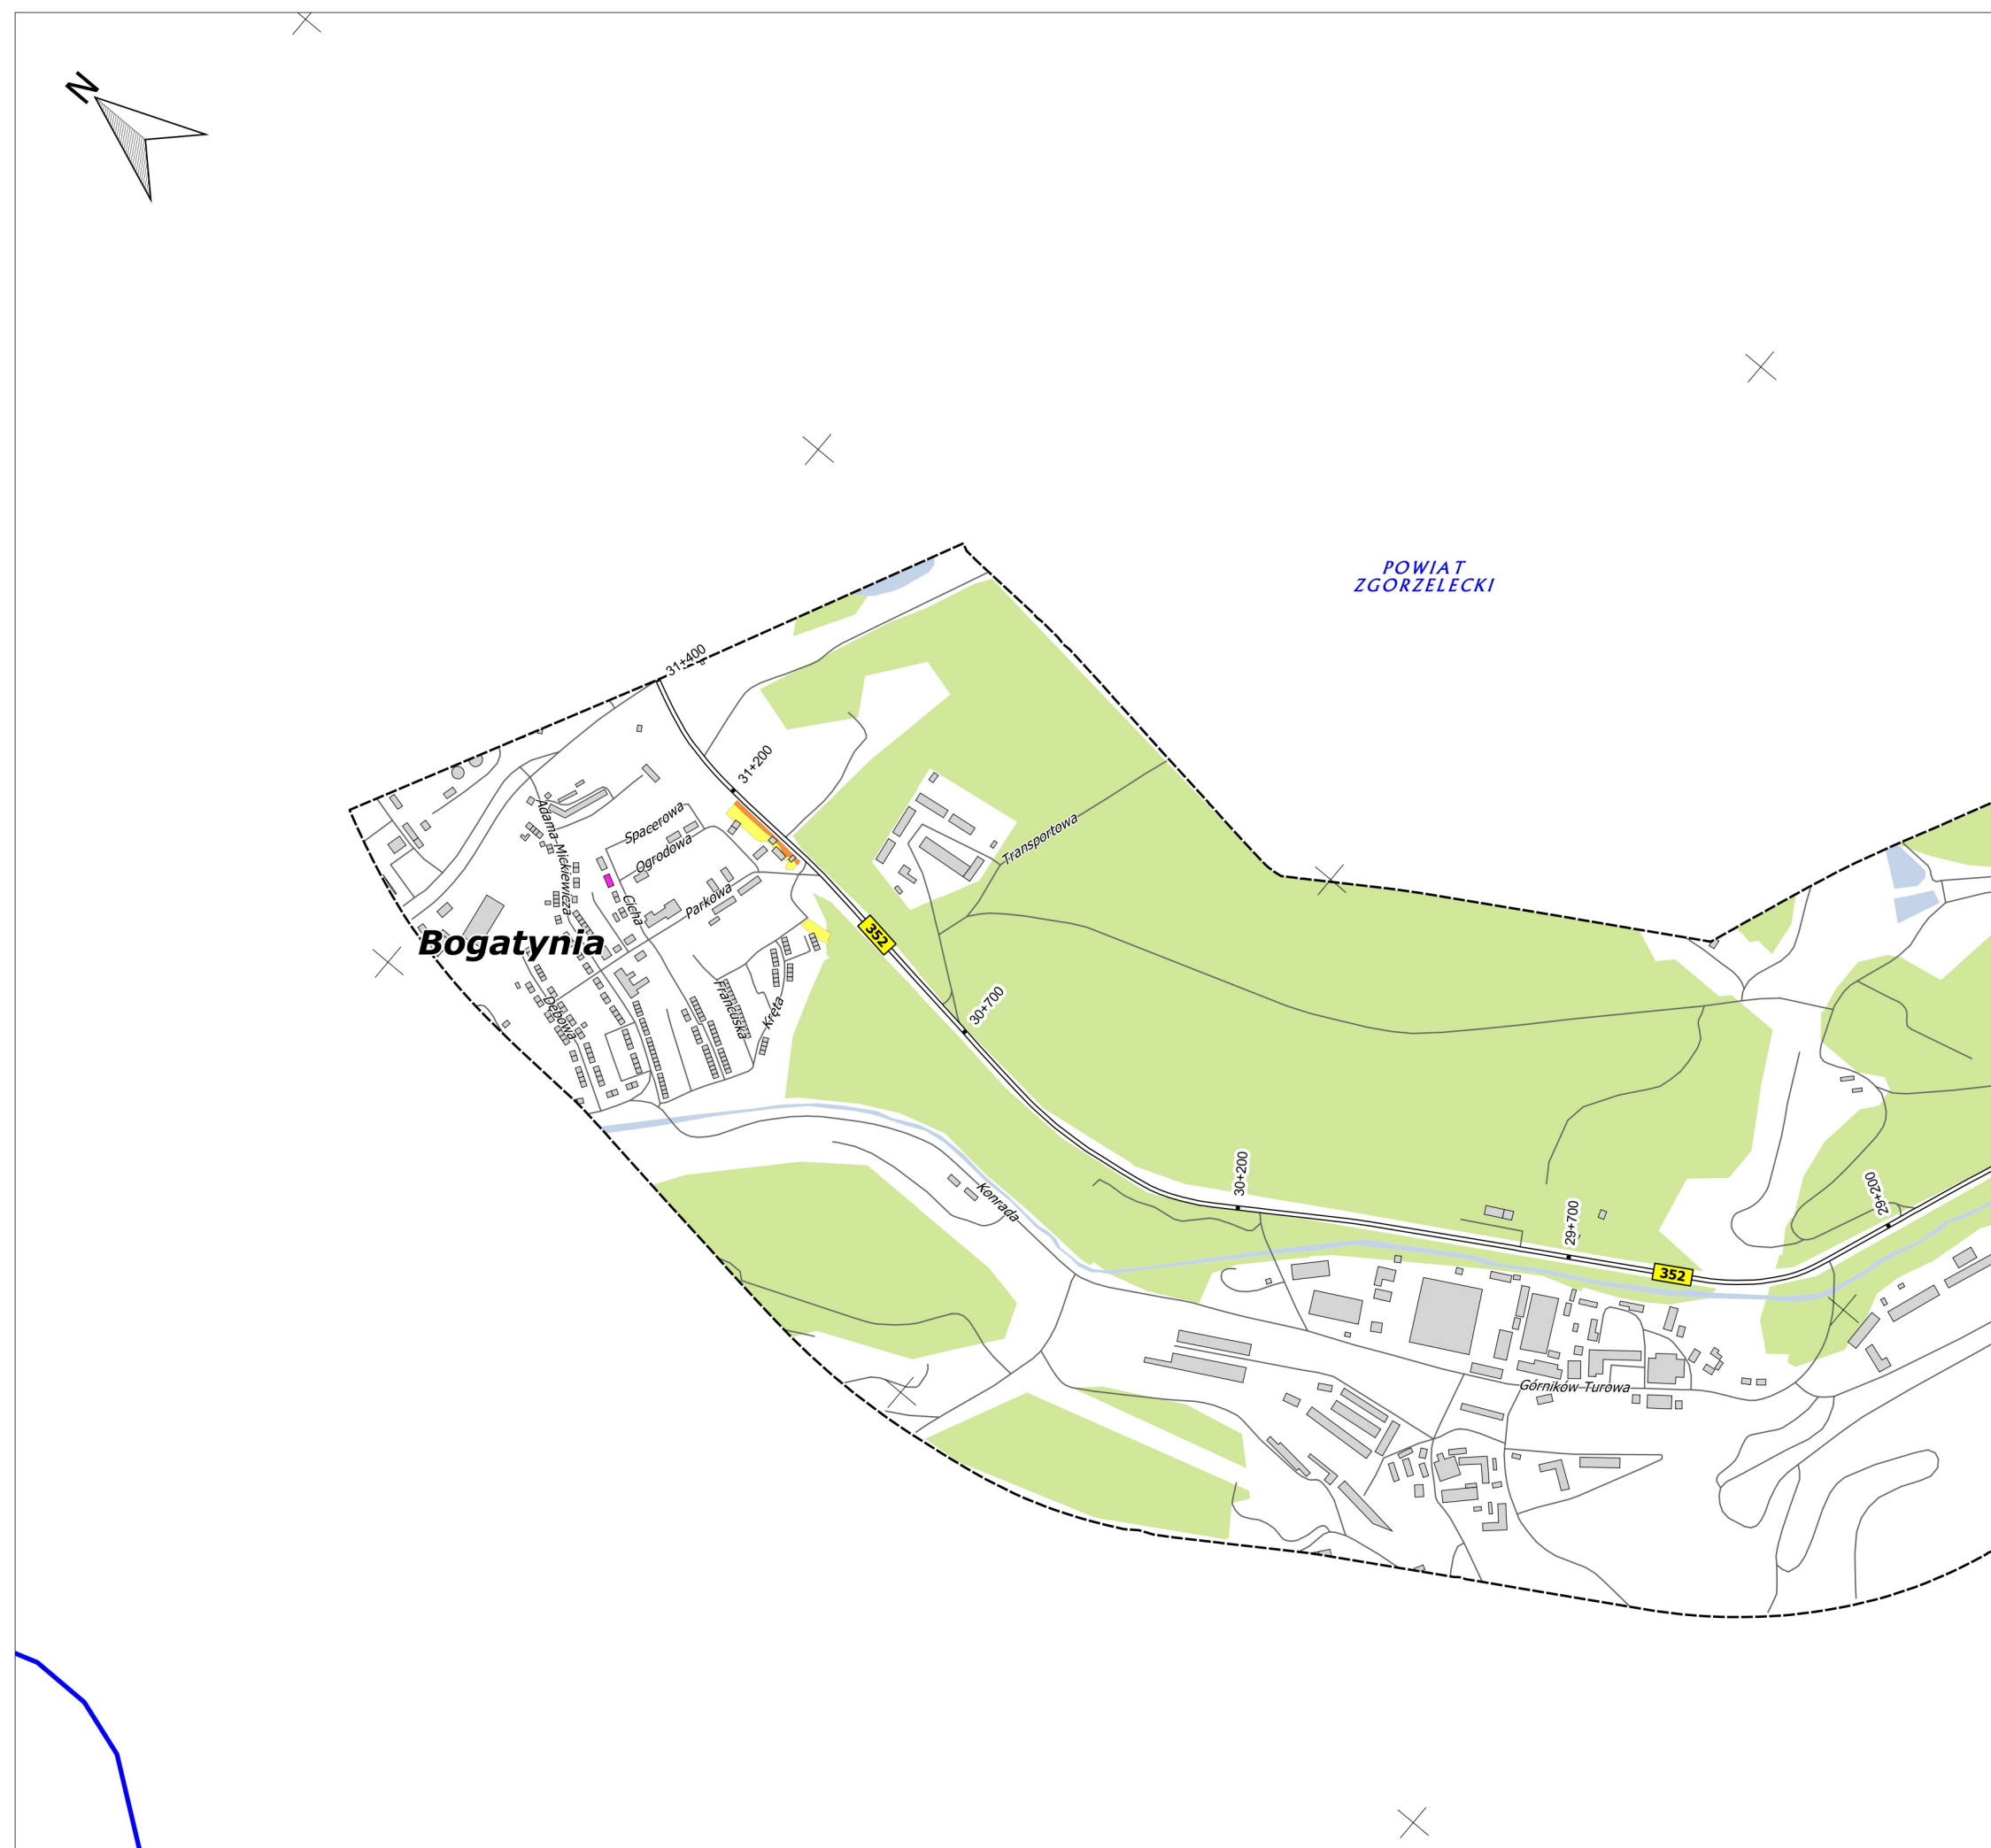 N
POWIAT
ZGORZELECKI
31+400
31+200
Spacerowa
Adama Mickiewicza
Ogrodowa
Transportowa
Parkowa
Cicha
352
Bogatynia
Dębowa
Francuska
Kręta
30+700
30+200
Konrada
29+700
29+200
352
Górników Turowa